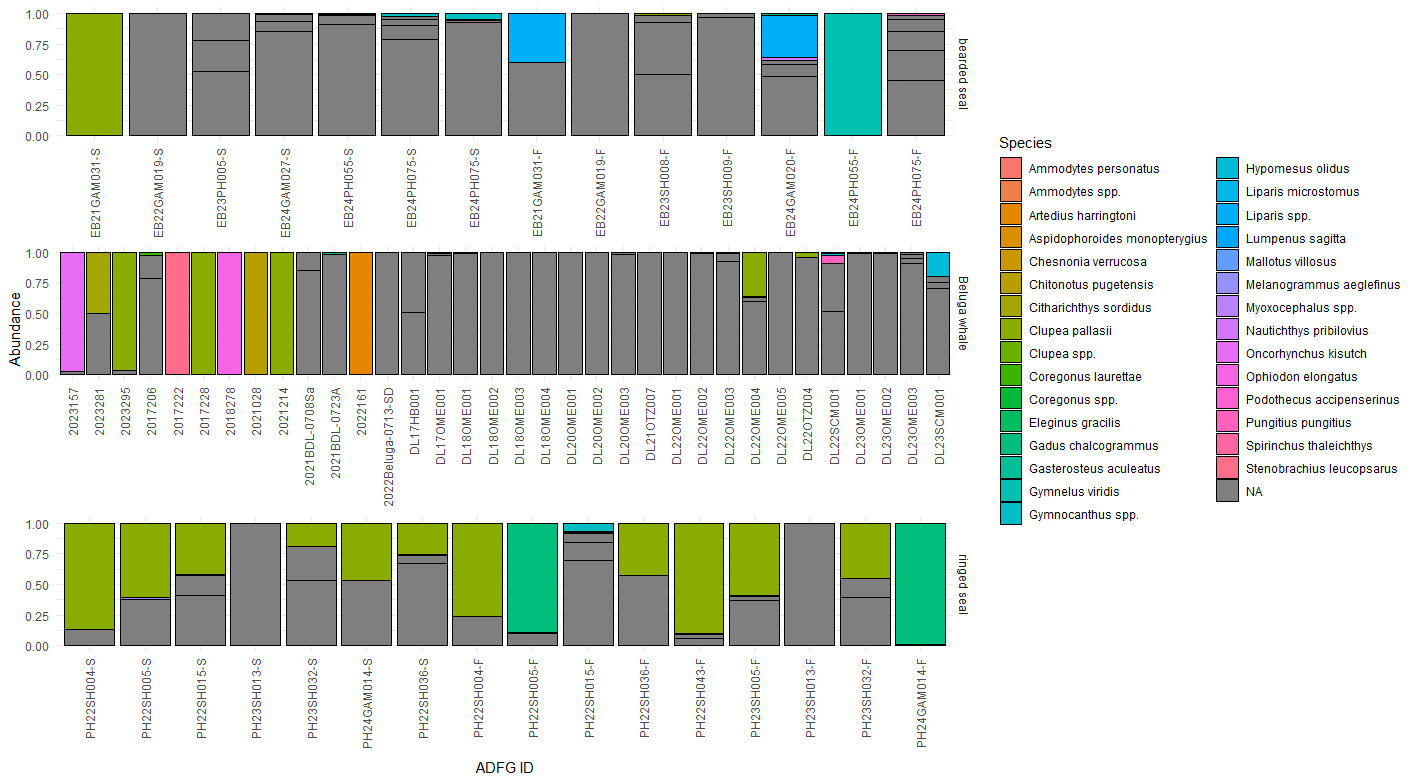 1.00
0.75
0.50
0.25
0.00
bearded seal
EB21GAM031-S
EB22GAM019-S
EB23PH005-S
EB24GAM027-S
EB24PH055-S
EB24PH075-S
EB24PH075-S
EB21GAM031-F
EB22GAM019-F
EB23SH008-F
EB23SH009-F
EB24GAM020-F
EB24PH055-F
EB24PH075-F
Abundance
1.00
0.75
0.50
0.25
0.00
Beluga whale
2023157
2023281
2023295
2017206
2017222
2017228
2018278
2021028
2021214
2021BDL-0708Sa
2021BDL-0723A
2022161
2022Beluga-0713-SD
DL17HB001
DL17OME001
DL18OME001
DL18OME002
DL18OME003
DL18OME004
DL20OME001
DL20OME002
DL20OME003
DL21OTZ007
DL22OME001
DL22OME002
DL22OME003
DL22OME004
DL22OME005
DL22OTZ004
DL22SCM001
DL23OME001
DL23OME002
DL23OME003
DL23SCM001
1.00
0.75
0.50
0.25
0.00
ringed seal
PH22SH004-S
PH22SH005-S
PH22SH015-S
PH23SH013-S
PH23SH032-S
PH24GAM014-S
PH22SH036-S
PH22SH004-F
PH22SH005-F
PH22SH015-F
PH22SH036-F
PH22SH043-F
PH23SH005-F
PH23SH013-F
PH23SH032-F
PH24GAM014-F
ADFG ID
Species
Ammodytes personatus
Ammodytes spp.
Artedius harringtoni
Aspidophoroides monopterygius
Chesnonia verrucosa
Chitonotus pugetensis
Citharichthys sordidus
Clupea pallasii
Clupea spp.
Coregonus laurettae
Coregonus spp.
Eleginus gracilis
Gadus chalcogrammus
Gasterosteus aculeatus
Gymnelus viridis
Gymnocanthus spp.
Hypomesus olidus
Liparis microstomus
Liparis spp.
Lumpenus sagitta
Mallotus villosus
Melanogrammus aeglefinus
Myoxocephalus spp.
Nautichthys pribilovius
Oncorhynchus kisutch
Ophiodon elongatus
Podothecus accipenserinus
Pungitius pungitius
Spirinchus thaleichthys
Stenobrachius leucopsarus
NA